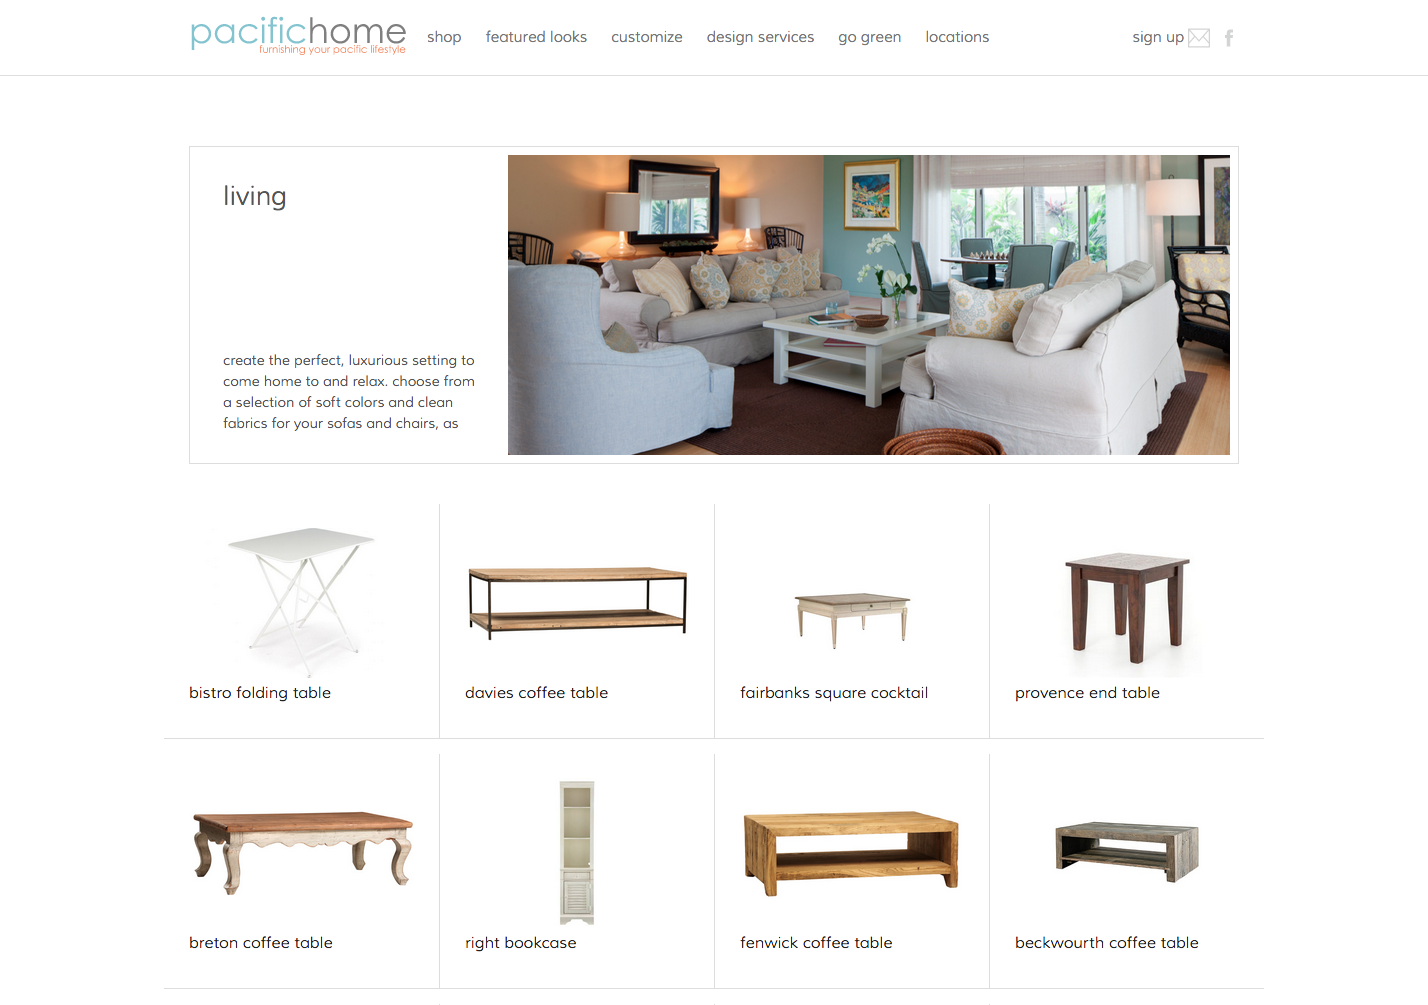 pacifichome
furnishing your pacific lifestyle
shop featured looks customize design services go green locations
sign up
living
create the perfect, luxurious setting to
come home to and relax. choose from
a selection of soft colors and clean
fabrics for your sofas and chairs, as
bistro folding table
davies coffee table
fairbanks square cocktail
provence end table
breton coffee table
right bookcase
fenwick coffee table
beckwourth coffee table